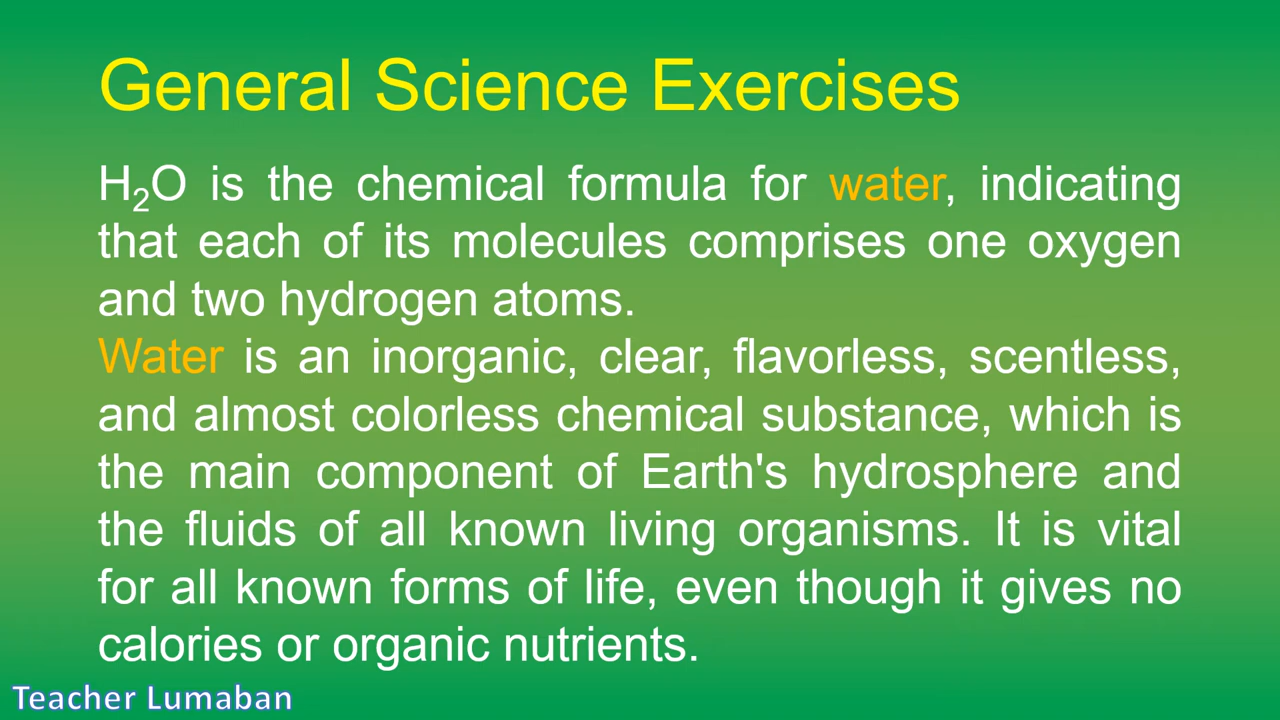 General Science Exercises
H₂O is the chemical formula for water, indicating
that each of its molecules comprises one oxygen
and two hydrogen atoms.
Water is an inorganic, clear, flavorless, scentless,
and almost colorless chemical substance, which is
the main component of Earth's hydrosphere and
the fluids of all known living organisms. It is vital
for all known forms of life, even though it gives no
calories or organic nutrients.
Teacher Lumaban